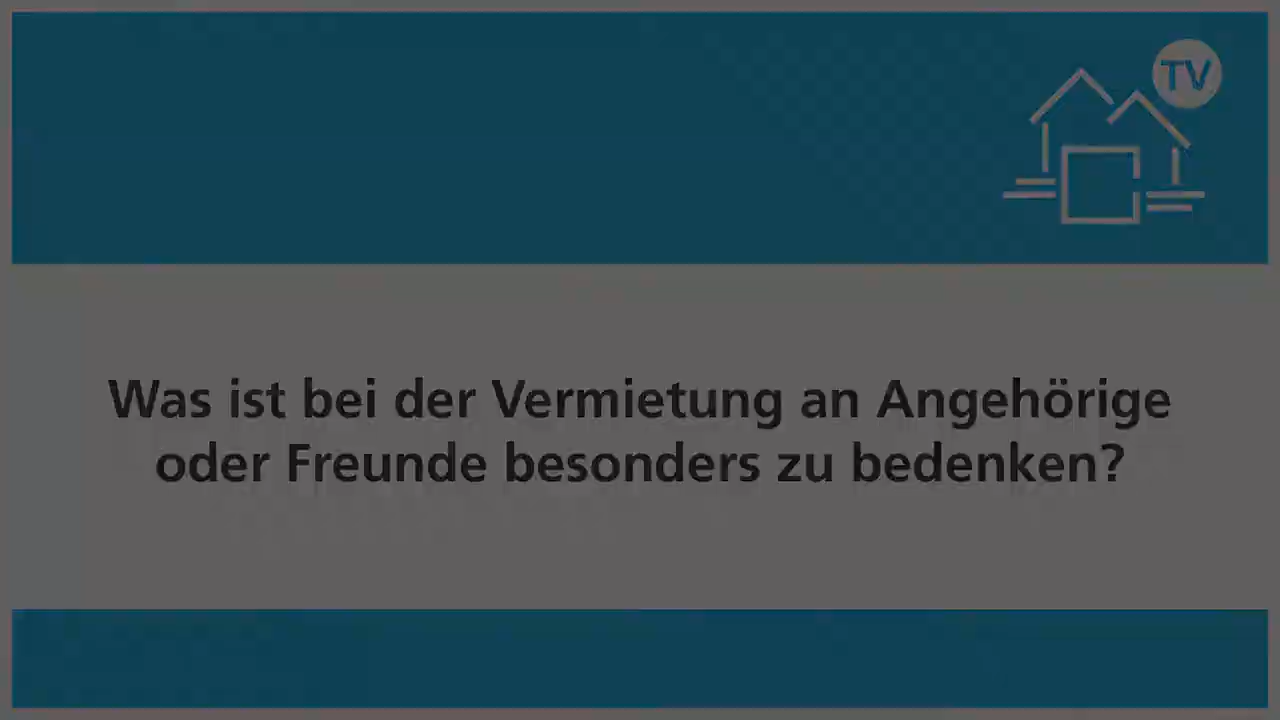 TV
Was ist bei der Vermietung an Angehörige
oder Freunde besonders zu bedenken?